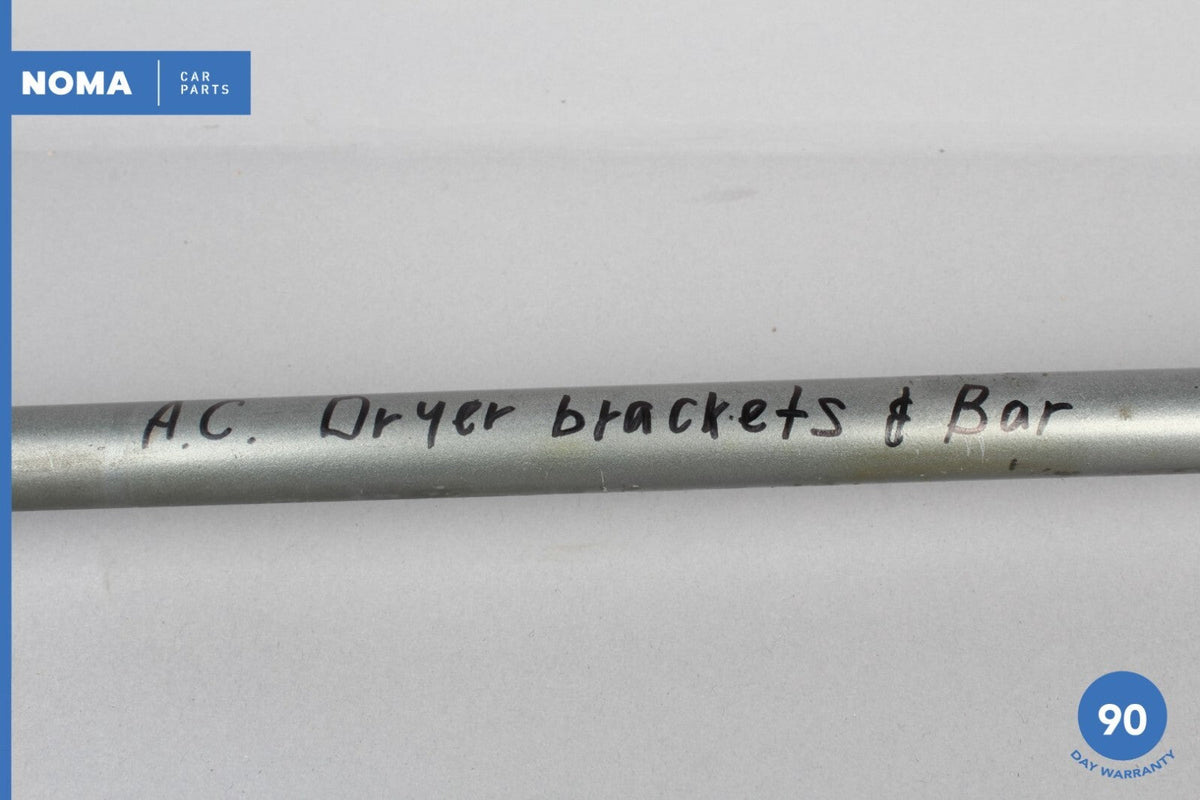 NOMA
CAR
PARTS
A.C. Dryer brackets & Bar
90
DAY WARRANTY